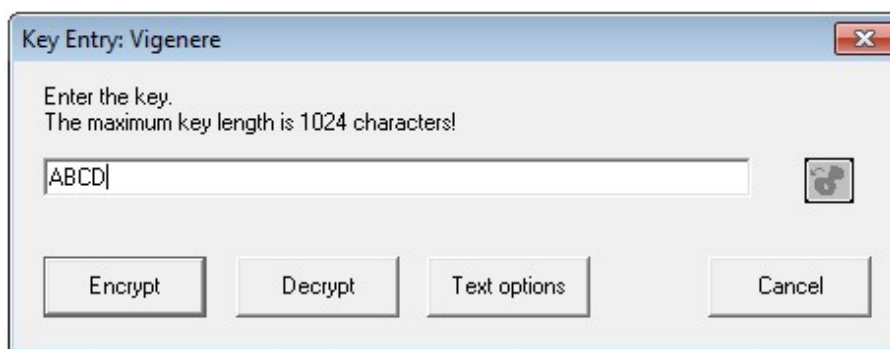 Key Entry: Vigenere
Enter the key.
The maximum key length is 1024 characters!
ABCD
Encrypt
Decrypt
Text options
Cancel